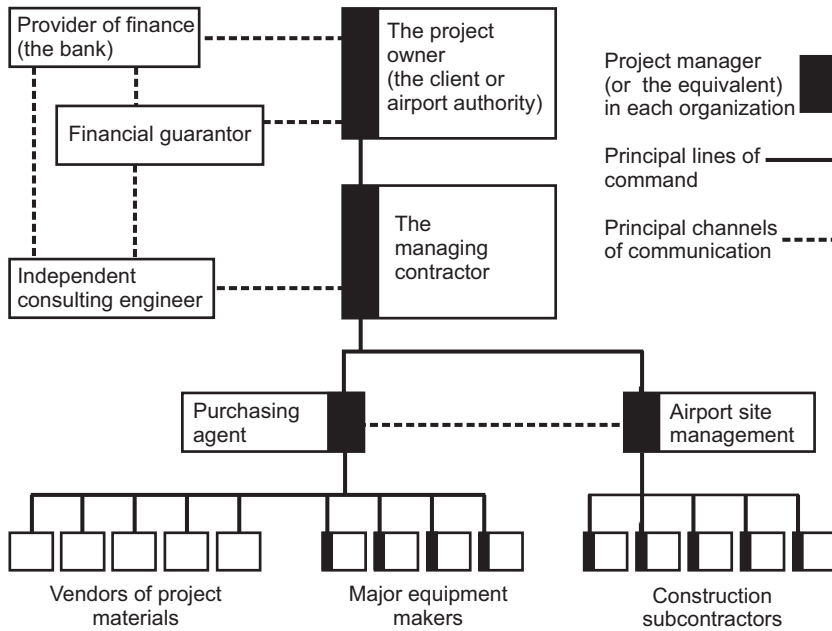 Provider of finance
(the bank)
Financial guarantor
Independent
consulting engineer
The project
owner
(the client or
airport authority)
The
managing
contractor
Project manager
(or the equivalent)
in each organization
Principal lines of
command
Principal channels
of communication
Purchasing
agent
Airport site
management
Vendors of project
materials
Major equipment
makers
Construction
subcontractors